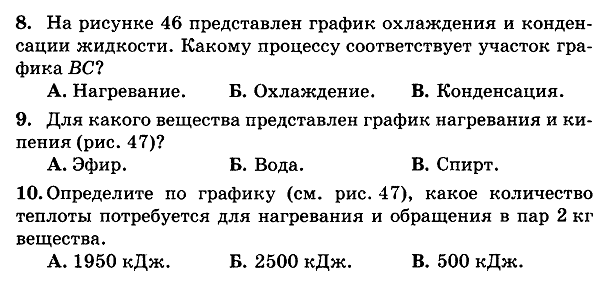 8. На рисунке 46 представлен график охлаждения и конден-
сации жидкости. Какому процессу соответствует участок гра-
фика BC?
А. Нагревание. Б. Охлаждение. В. Конденсация.
9. Для какого вещества представлен график нагревания и ки-
пения (рис. 47)?
А. Эфир. Б. Вода. В. Спирт.
10. Определите по графику (см. рис. 47), какое количество
теплоты потребуется для нагревания и обращения в пар 2 кг
вещества.
А. 1950 кДж. Б. 2500 кДж. В. 500 кДж.